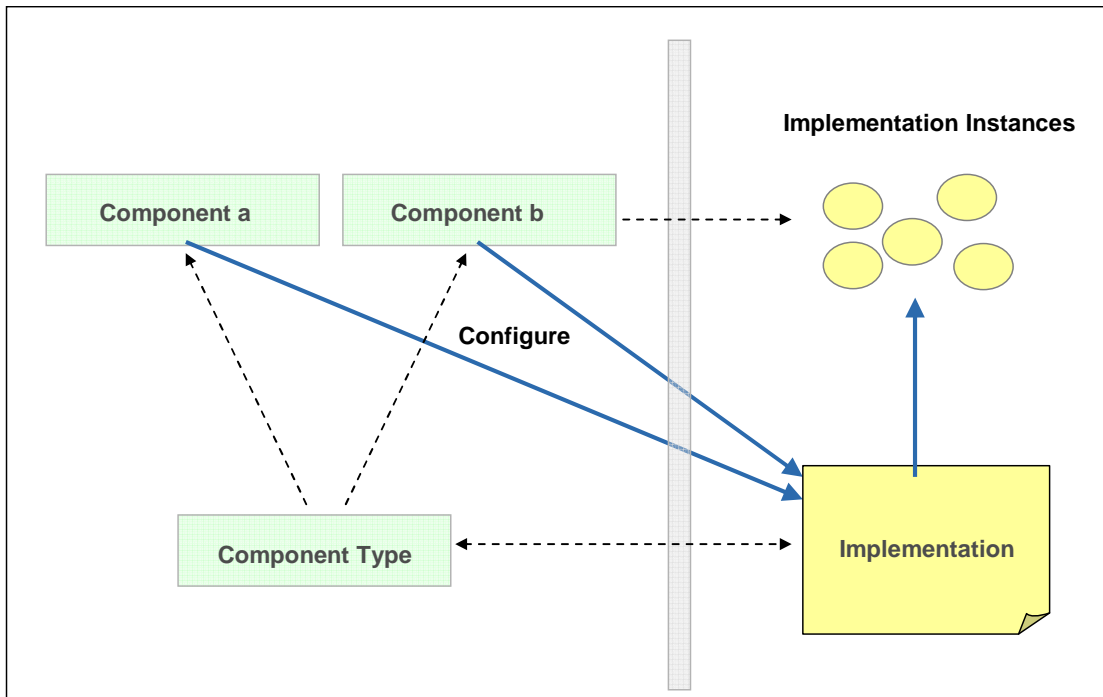 Implementation Instances
Component a
Component b
Configure
Component Type
Implementation